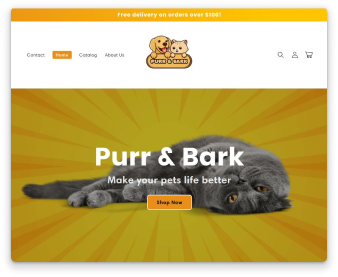 Free delivery on orders over $100!
Contact Home Catalog About Us
PURR & BARK
Purr & Bark
Make your pets life better
Shop Now